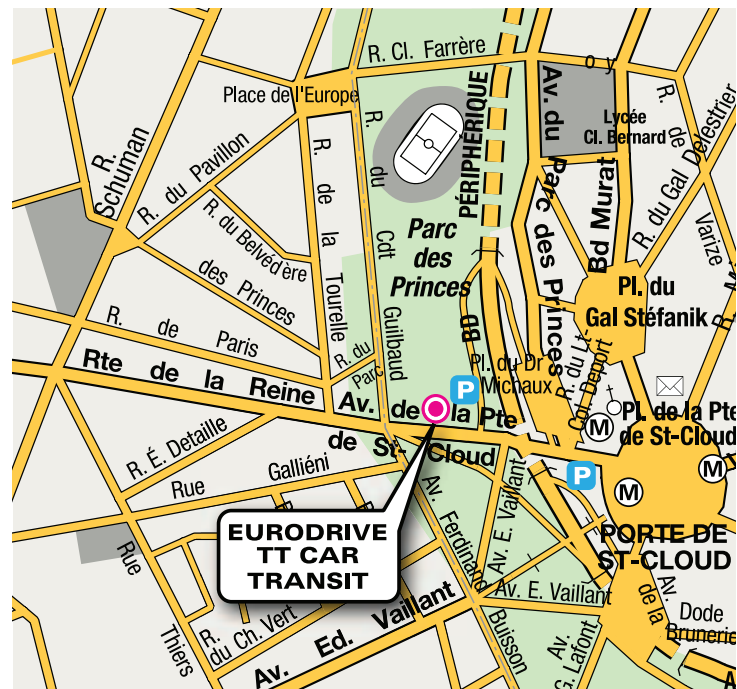 R. Cl. Farrère
o y
Place de l'Europe
PÉRIPHÉRIQUE
Av. du Parc des Princes
Lycée
Cl. Bernard
R. de
Varize
R. du Gal Delestrier
R.
Schuman
R. du Pavillon
R. du Belvédère
R. de la Tourelle
R. du Cdt Guilbaud
Parc
des
Princes
Bd Murat
des Princes
Pl. du
Gal Stéfanik
R. M
BD
R. de Paris
R. du
Parc
Pl. du Dr
Michaux
R. du Lt-
Col. Déport
Rte de la Reine
Av. de la Pte
de St-Cloud
P
M
Pl. de la Pte
de St-Cloud
R. É. Detaille
Rue Galliéni
P
M
M
EURODRIVE
TT CAR
TRANSIT
Av. Ferdinand Buisson
Av. E. Vaillant
PORTE DE
ST-CLOUD
Av. E. Vaillant
Rue Thiers
R.
du Ch. Vert
Av. Ed. Vaillant
Av.
G. Lafont
Av.
de la
Dode
Brunerie
A